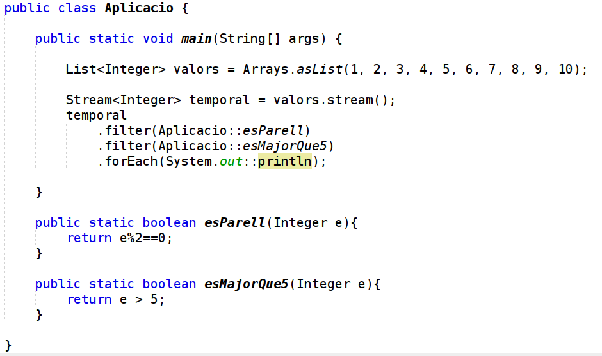 public class Aplicacio {
public static void main(String[] args) {
List<Integer> valors = Arrays.asList(1, 2, 3, 4, 5, 6, 7, 8, 9, 10);
Stream<Integer> temporal = valors.stream();
temporal
.filter(Aplicacio::esParell)
.filter(Aplicacio::esMajorQue5)
.forEach(System.out::println);
}
public static boolean esParell(Integer e){
return e%2==0;
}
public static boolean esMajorQue5(Integer e){
return e > 5;
}
}